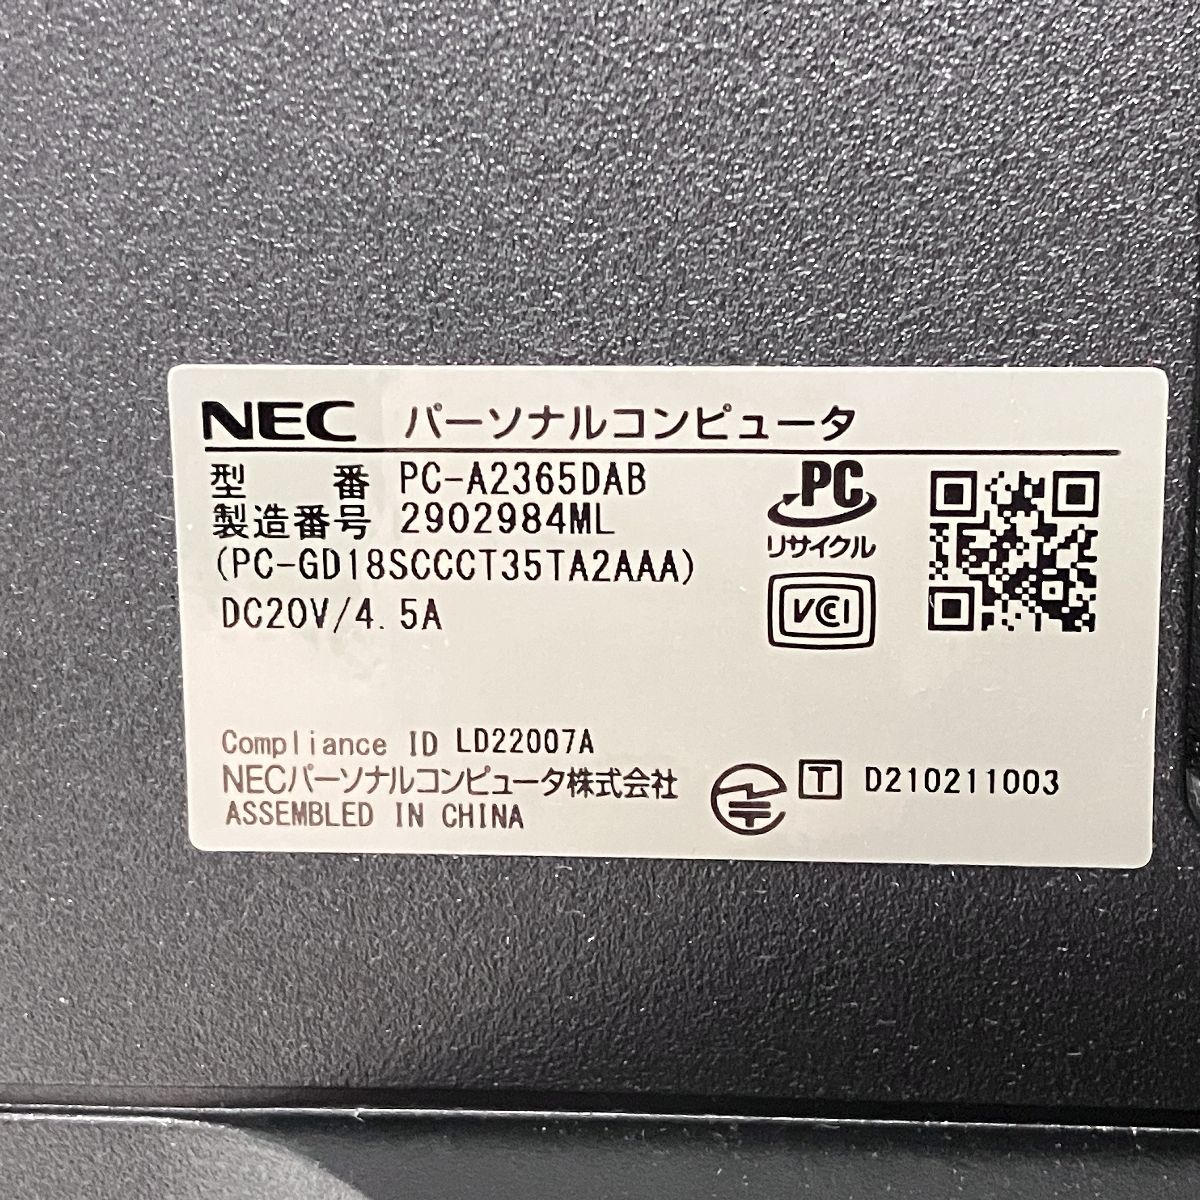 NEC パーソナルコンピュータ
型 番 PC-A2365DAB
製造番号 2902984ML
(PC-GD18SCCCT35TA2AAA)
DC20V/4.5A
PC
リサイクル
VCCI
Compliance ID LD22007A
NECパーソナルコンピュータ株式会社
ASSEMBLED IN CHINA
T D210211003